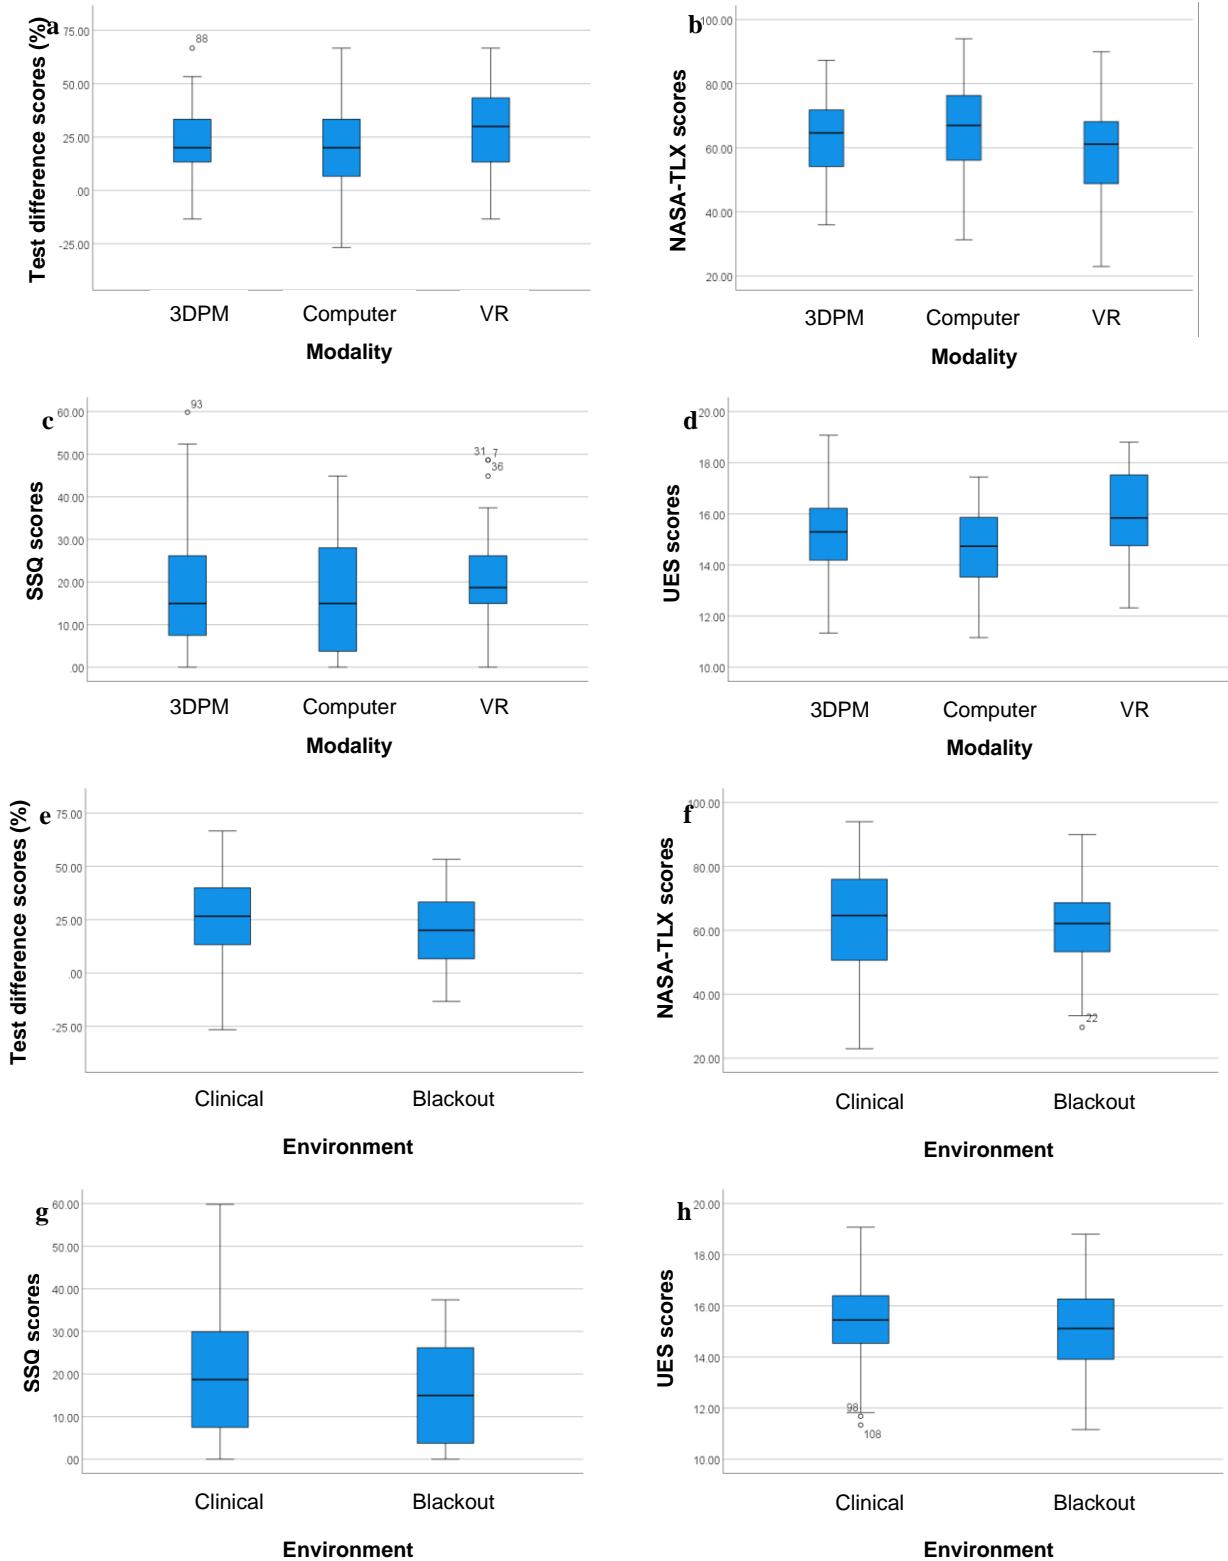 a
Test difference scores (%)
75.00
50.00
25.00
.00
-25.00
88
3DPM Computer VR
Modality
b
NASA-TLX scores
100.00
80.00
60.00
40.00
20.00
3DPM Computer VR
Modality
c
SSQ scores
60.00
50.00
40.00
30.00
20.00
10.00
.00
93
31 7
36
3DPM Computer VR
Modality
d
UES scores
20.00
18.00
16.00
14.00
12.00
10.00
3DPM Computer VR
Modality
e
Test difference scores (%)
75.00
50.00
25.00
.00
-25.00
Clinical Blackout
Environment
f
NASA-TLX scores
100.00
80.00
60.00
40.00
20.00
22
Clinical Blackout
Environment
g
SSQ scores
60.00
50.00
40.00
30.00
20.00
10.00
.00
Clinical Blackout
Environment
h
UES scores
20.00
18.00
16.00
14.00
12.00
10.00
98
108
Clinical Blackout
Environment